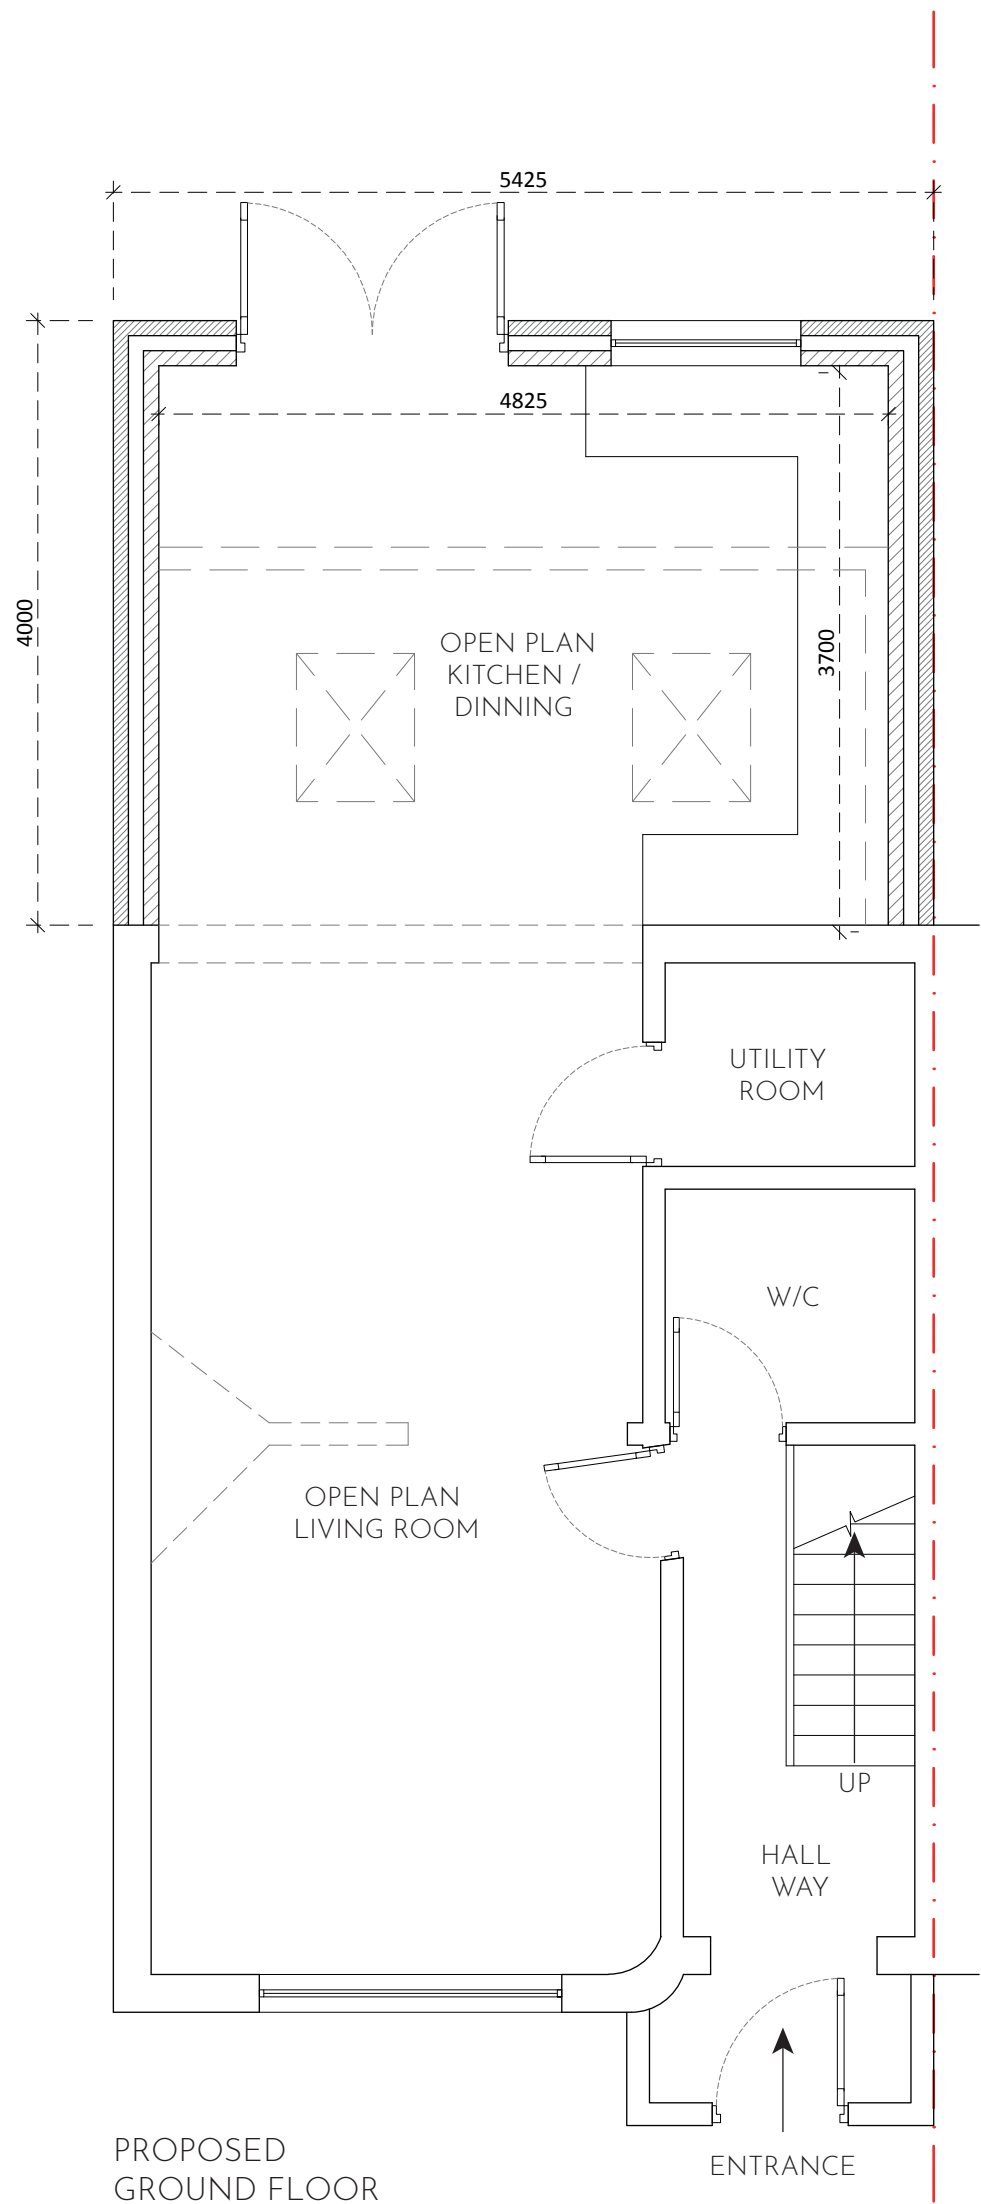 5425
4825
4000
3700
OPEN PLAN
KITCHEN /
DINNING
UTILITY
ROOM
W/C
OPEN PLAN
LIVING ROOM
UP
HALL
WAY
ENTRANCE
PROPOSED
GROUND FLOOR